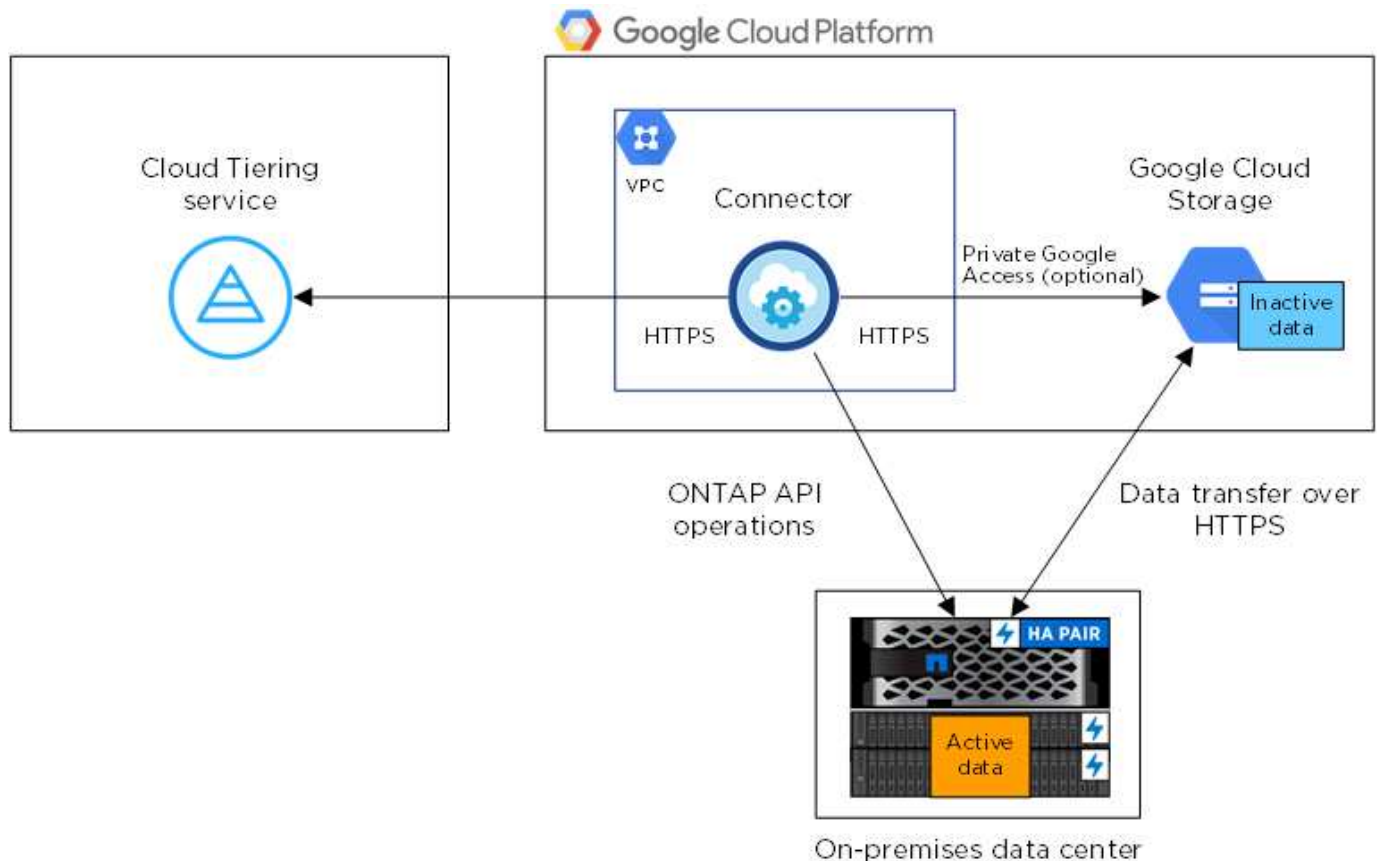 Google Cloud Platform
Cloud Tiering
service
VPC
Connector
Google Cloud
Storage
Private Google
Access (optional)
HTTPS
HTTPS
Inactive
data
ONTAP API
operations
Data transfer over
HTTPS
HA PAIR
Active
data
On-premises data center